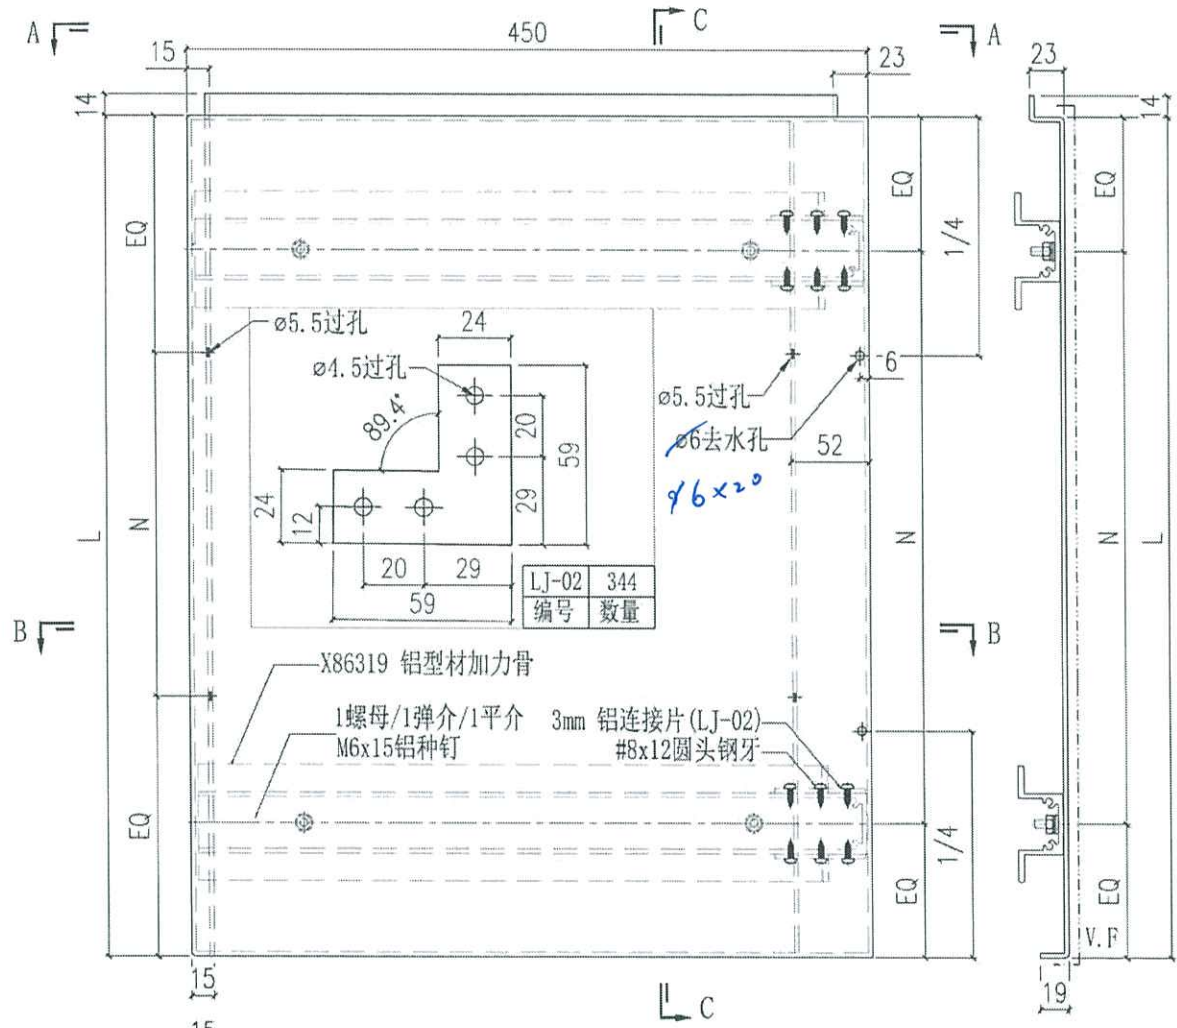 A
C
A
450
15
23
23
14
14
EQ
EQ
EQ
1/4
ø5.5过孔
24
ø4.5过孔
89.4°
20
59
29
24
12
20
29
59
LJ-02 344
编号 数量
ø5.5过孔
6
ø6去水孔
52
ø6×20
L
N
N
N
L
B
B
X86319 铝型材加力骨
1螺母/1弹介/1平介
M6x15铝种钉
3mm 铝连接片(LJ-02)
#8x12圆头钢牙
EQ
1/4
EQ
EQ
V.F
15
C
19
15